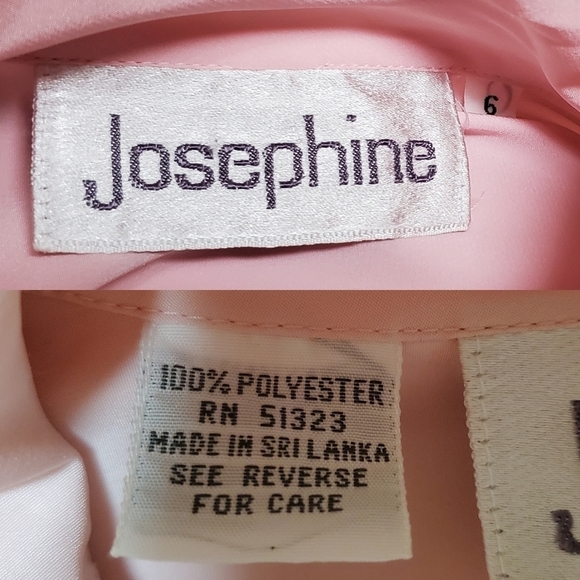 Josephine
6
100% POLYESTER
RN 51323
MADE IN SRI LANKA
SEE REVERSE
FOR CARE
J